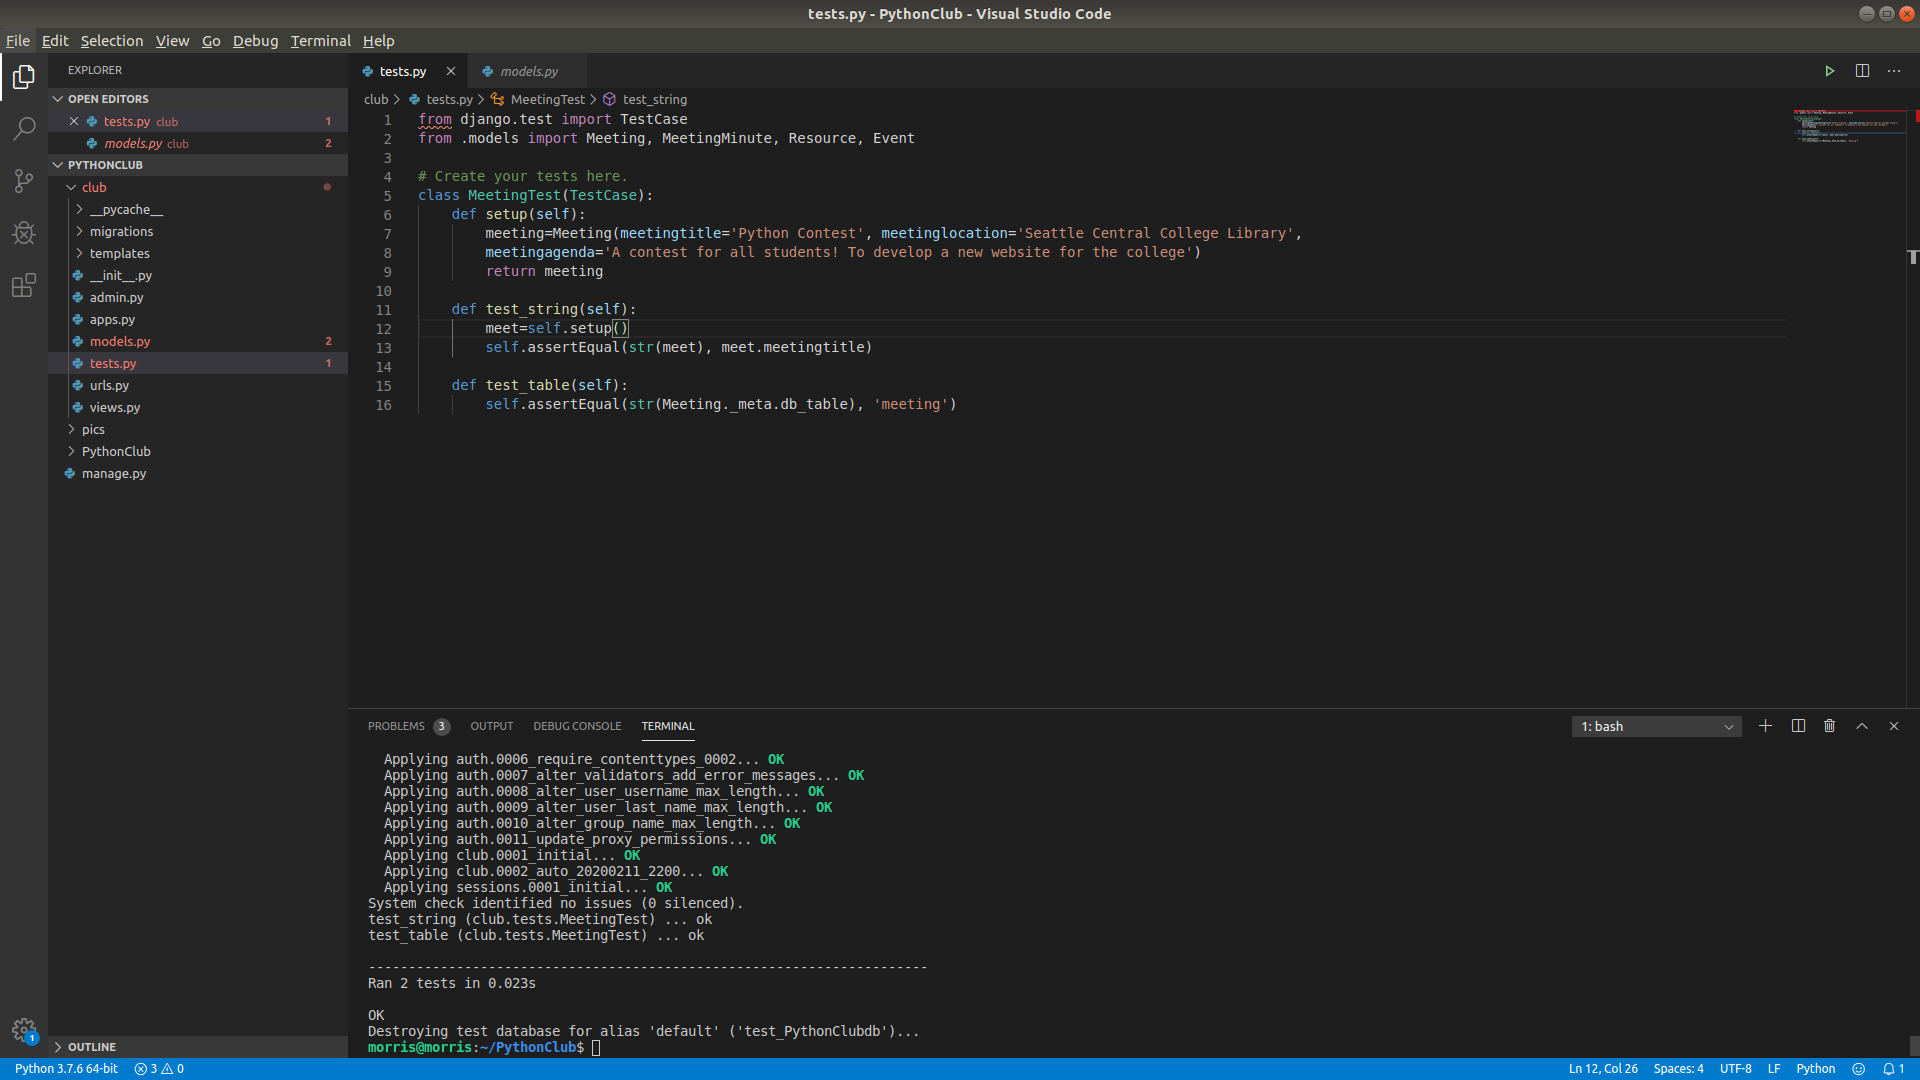 tests.py - PythonClub - Visual Studio Code
File Edit Selection View Go Debug Terminal Help
EXPLORER
OPEN EDITORS
tests.py club 1
models.py club 2
PYTHONCLUB
club
__pycache__
migrations
templates
__init__.py
admin.py
apps.py
models.py 2
tests.py 1
urls.py
views.py
pics
PythonClub
manage.py
OUTLINE
1
tests.py models.py
club tests.py MeetingTest test_string
1 from django.test import TestCase
2 from .models import Meeting, MeetingMinute, Resource, Event
3
4 # Create your tests here.
5 class MeetingTest(TestCase):
6 def setup(self):
7 meeting=Meeting(meetingtitle='Python Contest', meetinglocation='Seattle Central College Library',
8 meetingagenda='A contest for all students! To develop a new website for the college')
9 return meeting
10
11 def test_string(self):
12 meet=self.setup()
13 self.assertEqual(str(meet), meet.meetingtitle)
14
15 def test_table(self):
16 self.assertEqual(str(Meeting._meta.db_table), 'meeting')
PROBLEMS 3 OUTPUT DEBUG CONSOLE TERMINAL 1: bash
Applying auth.0006_require_contenttypes_0002... OK
Applying auth.0007_alter_validators_add_error_messages... OK
Applying auth.0008_alter_user_username_max_length... OK
Applying auth.0009_alter_user_last_name_max_length... OK
Applying auth.0010_alter_group_name_max_length... OK
Applying auth.0011_update_proxy_permissions... OK
Applying club.0001_initial... OK
Applying club.0002_auto_20200211_2200... OK
Applying sessions.0001_initial... OK
System check identified no issues (0 silenced).
test_string (club.tests.MeetingTest) ... ok
test_table (club.tests.MeetingTest) ... ok
----------------------------------------------------------------------
Ran 2 tests in 0.023s
OK
Destroying test database for alias 'default' ('test_PythonClubdb')...
morris@morris:~/PythonClub$
Python 3.7.6 64-bit 3 0 Ln 12, Col 26 Spaces: 4 UTF-8 LF Python 1